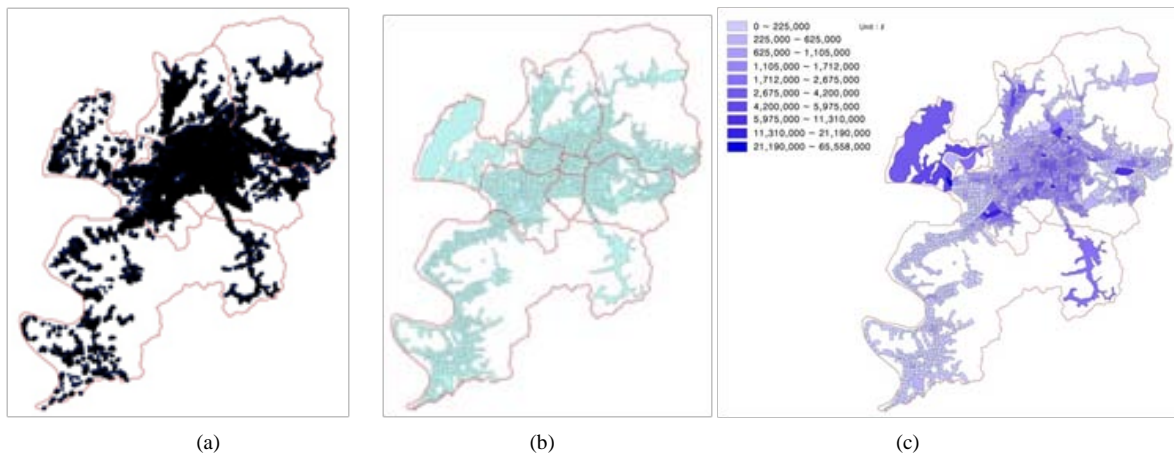 0 ~ 225,000 Unit : ℓ
225,000 ~ 625,000
625,000 ~ 1,105,000
1,105,000 ~ 1,712,000
1,712,000 ~ 2,675,000
2,675,000 ~ 4,200,000
4,200,000 ~ 5,975,000
5,975,000 ~ 11,310,000
11,310,000 ~ 21,190,000
21,190,000 ~ 65,558,000
(a) (b) (c)